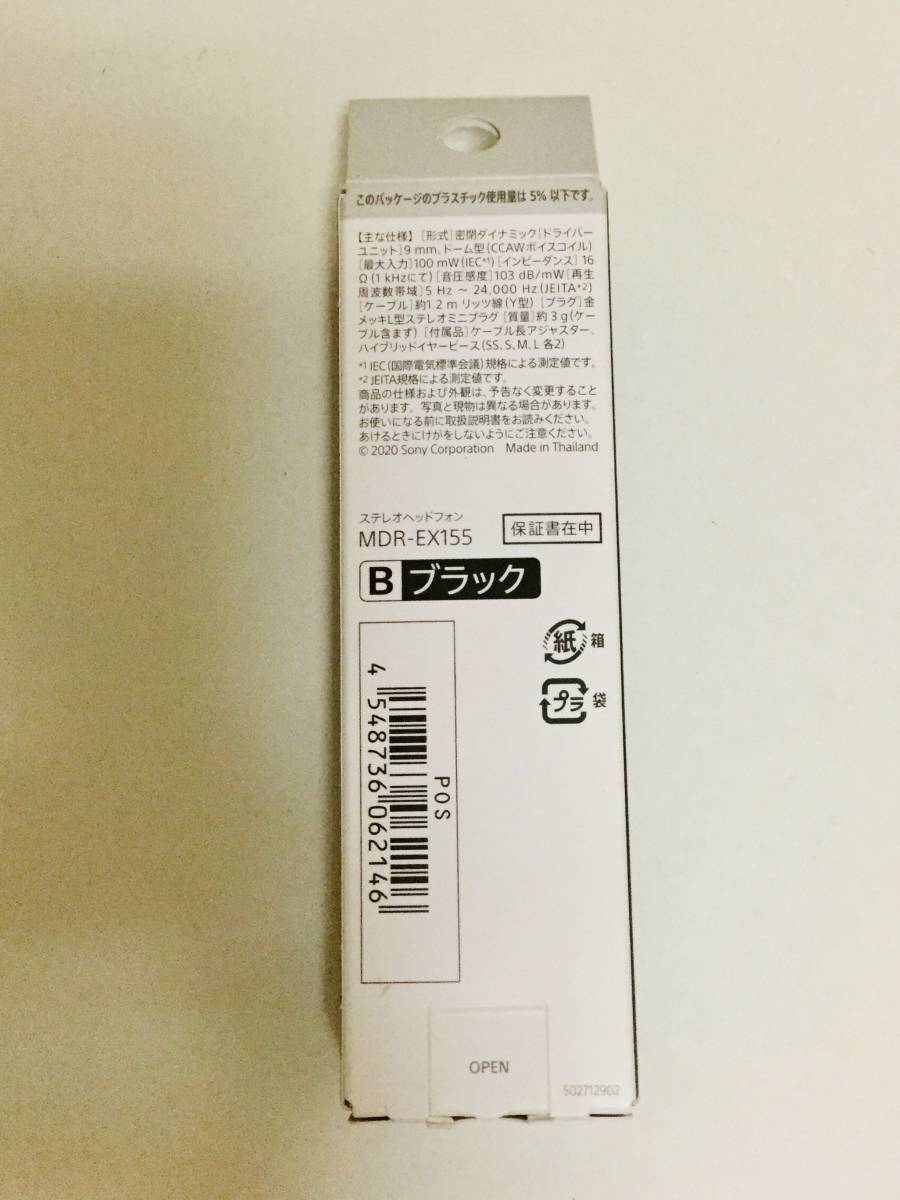 このパッケージのプラスチック使用量は5%以下です。
【主な仕様】[形式]密閉ダイナミック[ドライバー
ユニット]9 mm、ドーム型(CCAWボイスコイル)
[最大入力]100 mW(IEC*1)[インピーダンス]16
Ω(1 kHzにて)[音圧感度]103 dB/mW[再生
周波数帯域]5 Hz ～ 24,000 Hz(JEITA*2)
[ケーブル]約1.2 m リッツ線(Y型)[プラグ]金
メッキL型ステレオミニプラグ[質量]約3 g(ケー
ブル含まず)[付属品]ケーブル長アジャスター、
ハイブリッドイヤーピース(SS、S、M、L 各2)
*1 IEC(国際電気標準会議)規格による測定値です。
*2 JEITA規格による測定値です。
商品の仕様および外観は、予告なく変更すること
があります。写真と現物は異なる場合があります。
お使いになる前に取扱説明書をお読みください。
あけるときにけがをしないようにご注意ください。
© 2020 Sony Corporation Made in Thailand
ステレオヘッドフォン
MDR-EX155
保証書在中
B ブラック
紙 箱
プラ 袋
POS
4 548736 062146
OPEN
502712902